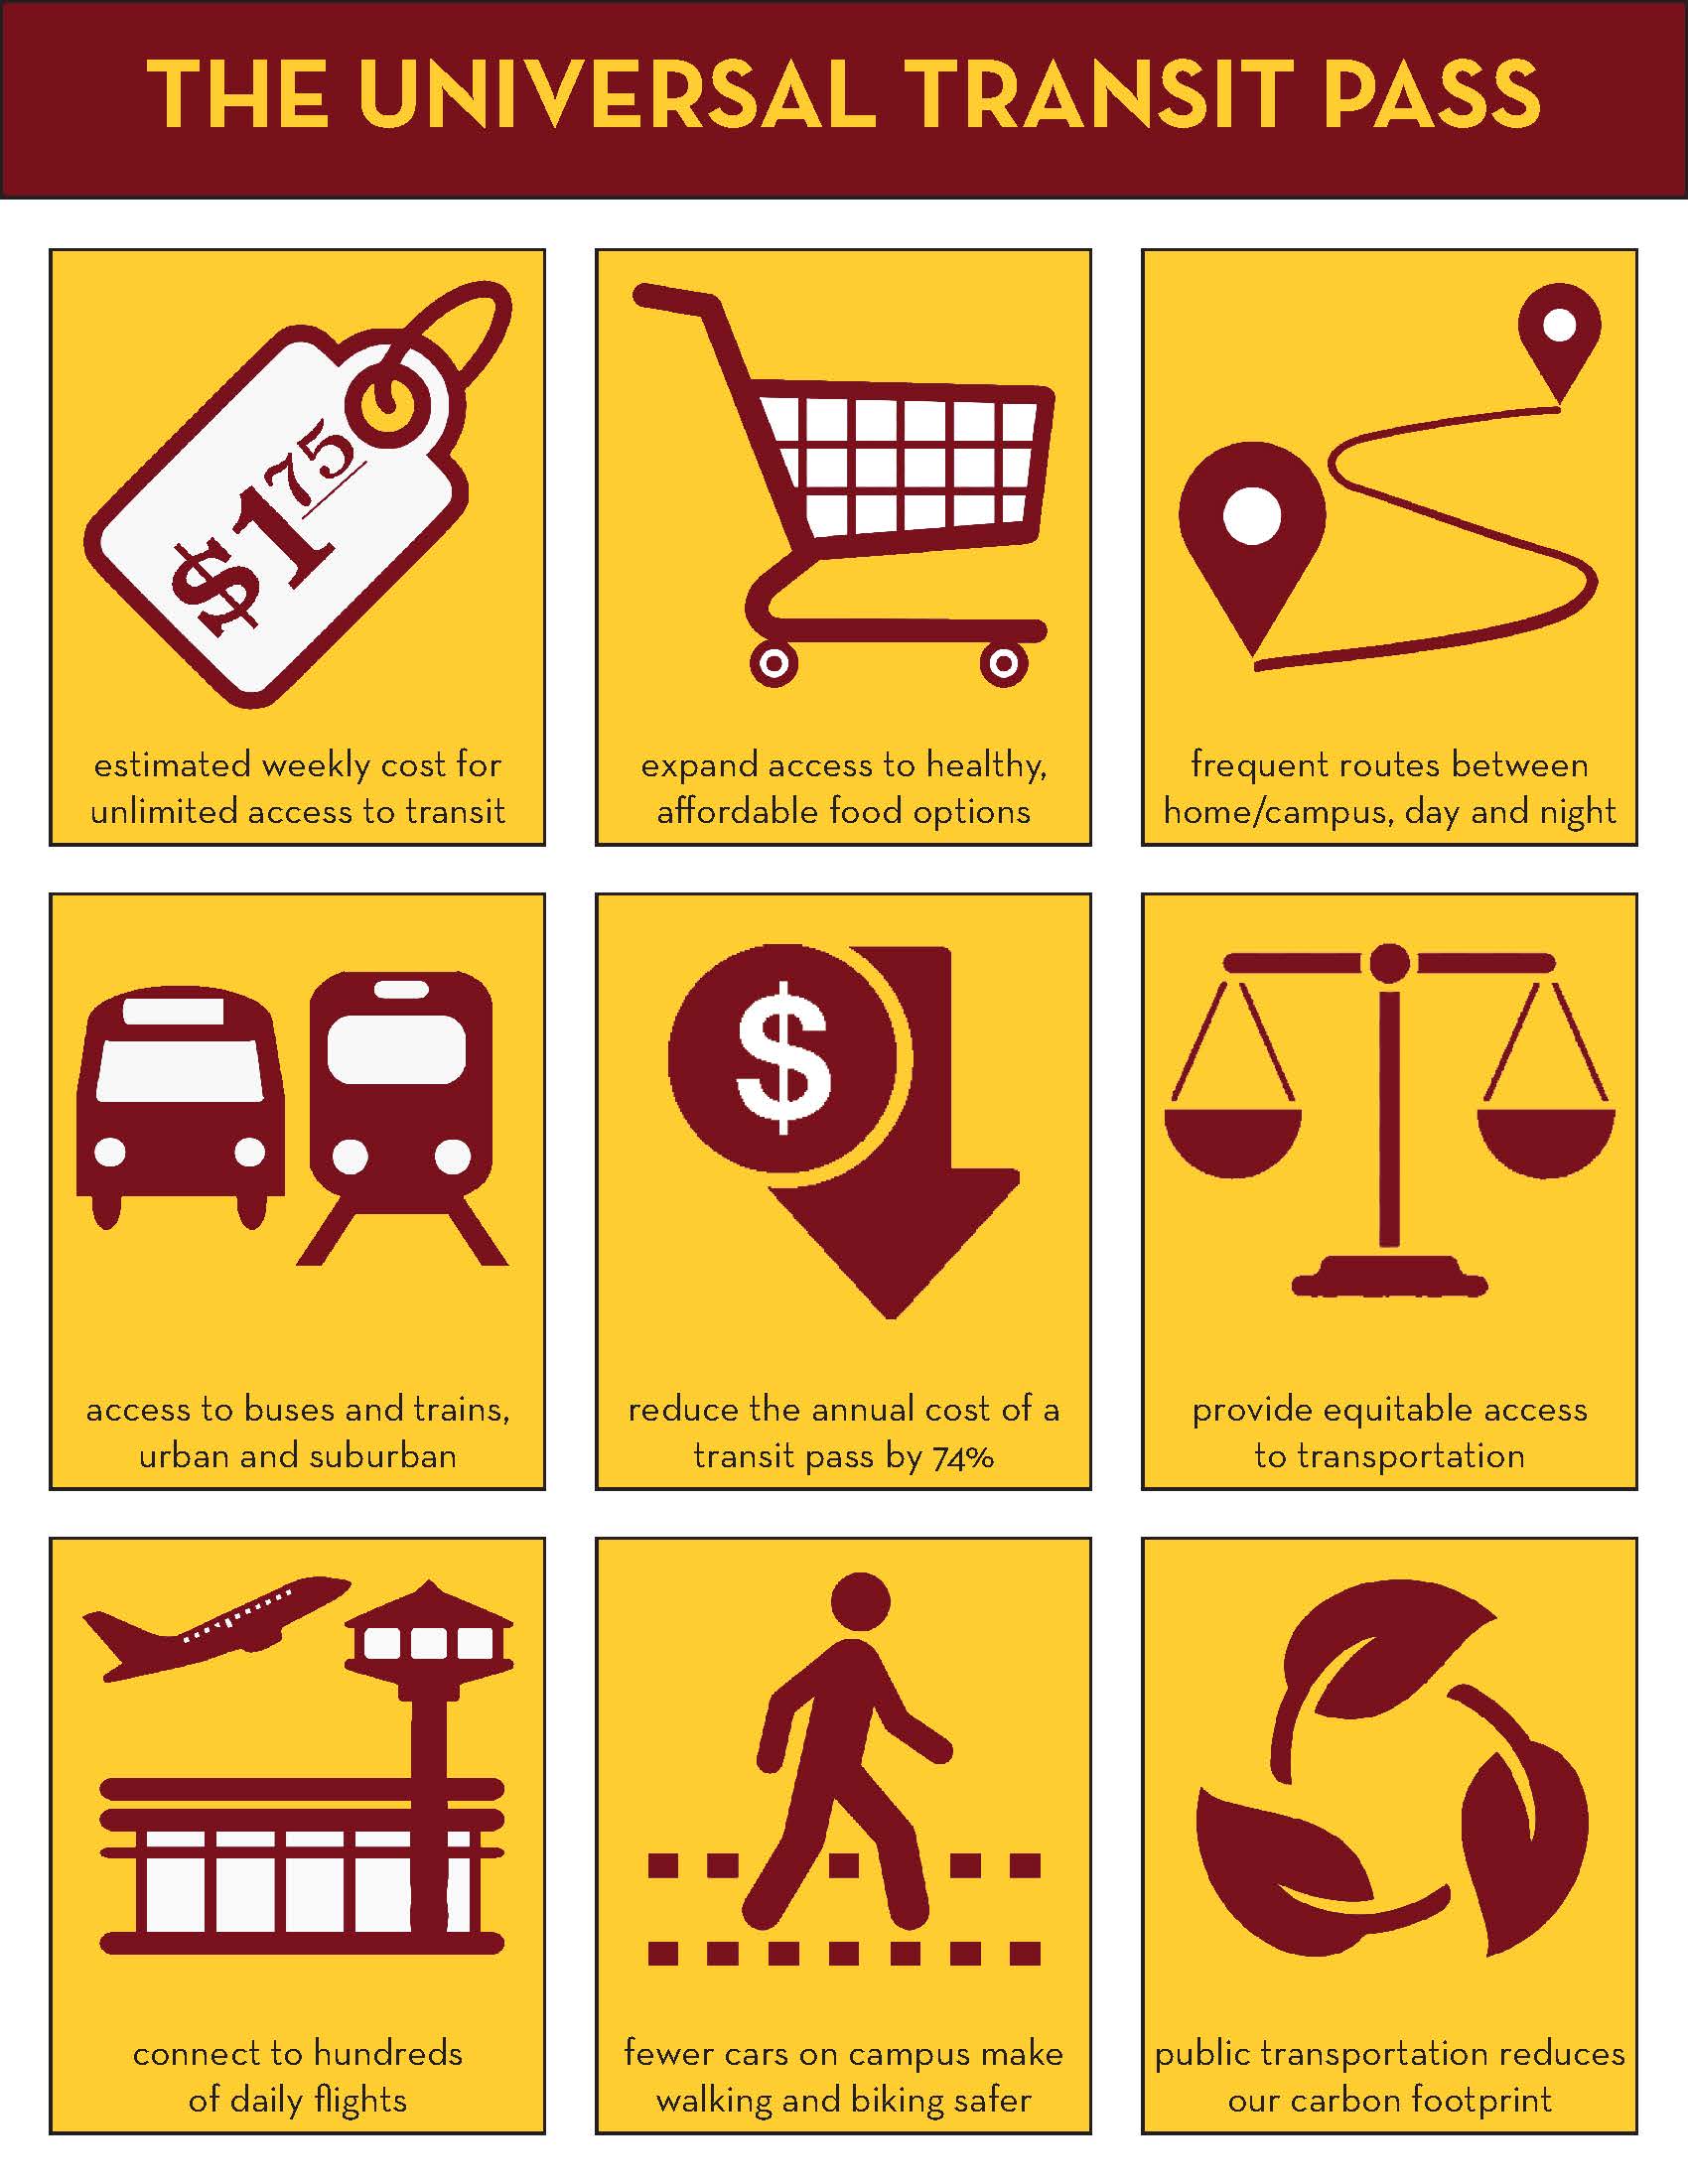 THE UNIVERSAL TRANSIT PASS
$1 75
estimated weekly cost for
unlimited access to transit
expand access to healthy,
affordable food options
frequent routes between
home/campus, day and night
access to buses and trains,
urban and suburban
$
reduce the annual cost of a
transit pass by 74%
provide equitable access
to transportation
connect to hundreds
of daily flights
fewer cars on campus make
walking and biking safer
public transportation reduces
our carbon footprint